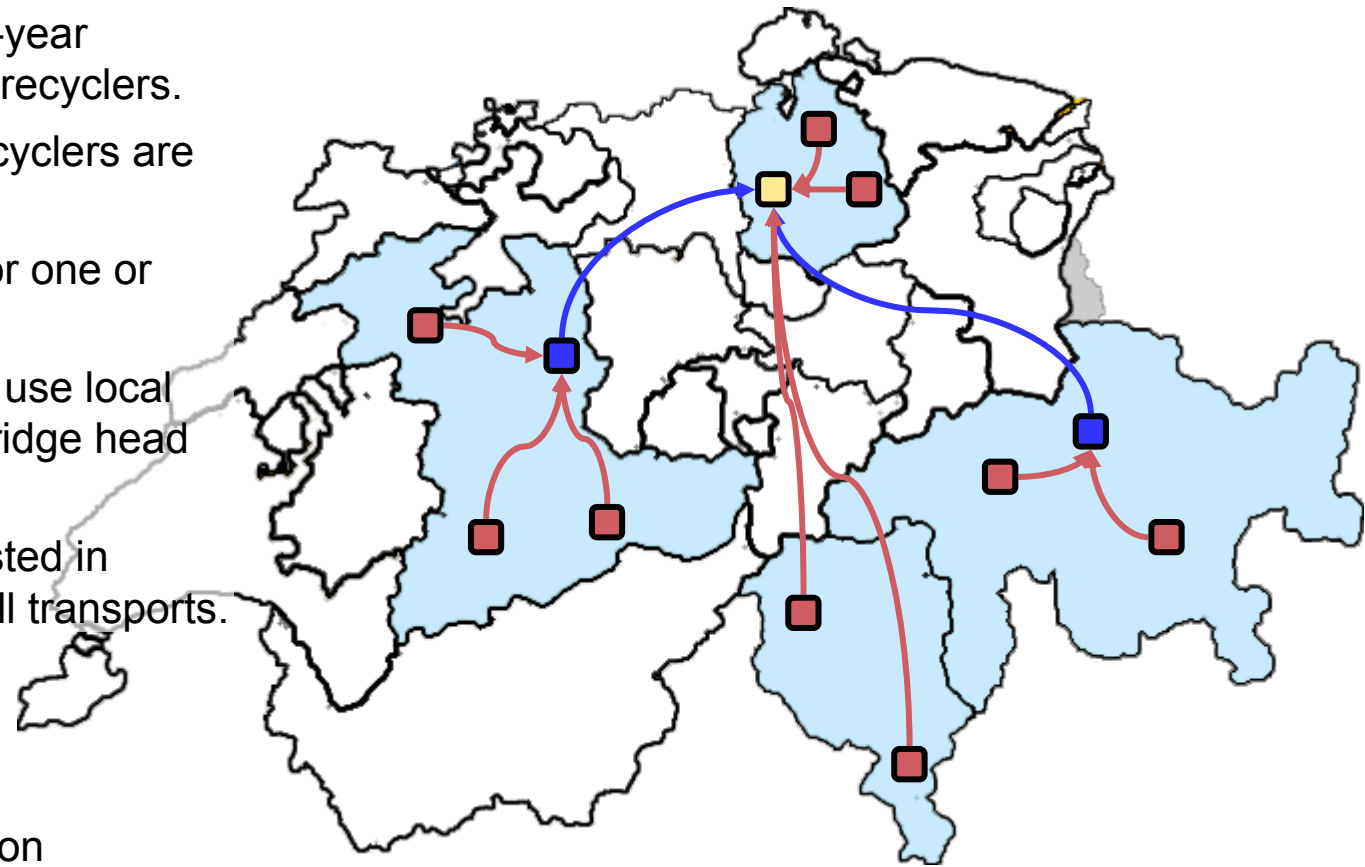 -year
recyclers.
cyclers are
or one or
use local
ridge head
sted in
ll transports.
on